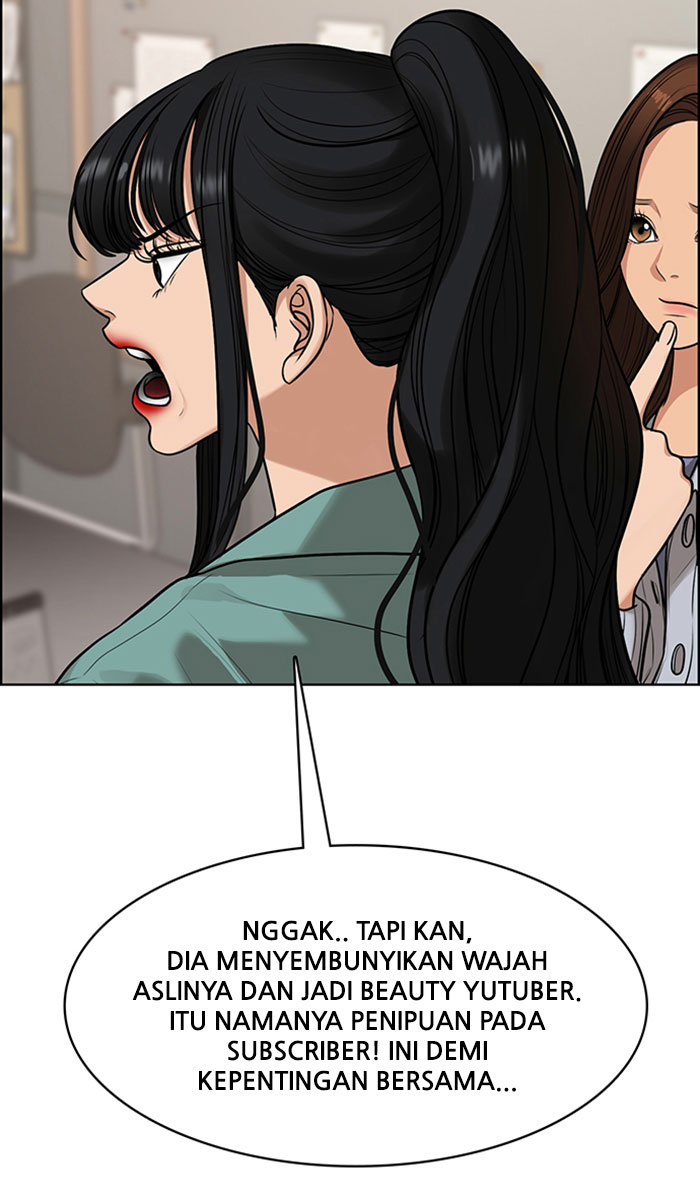 NGGAK.. TAPI KAN,
DIA MENYEMBUNYIKAN WAJAH
ASLINYA DAN JADI BEAUTY YUTUBER.
ITU NAMANYA PENIPUAN PADA
SUBSCRIBER! INI DEMI
KEPENTINGAN BERSAMA...